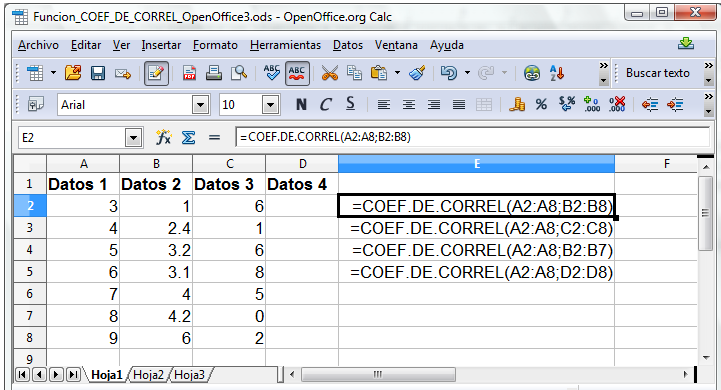 Funcion_COEF_DE_CORREL_OpenOffice3.ods - OpenOffice.org Calc
Archivo Editar Ver Insertar Formato Herramientas Datos Ventana Ayuda
ABC ABC Buscar texto
Arial 10 N C S % $% .000 .000
E2 =COEF.DE.CORREL(A2:A8;B2:B8)
A B C D E F
1 Datos 1 Datos 2 Datos 3 Datos 4
2 3 1 6 =COEF.DE.CORREL(A2:A8;B2:B8)
3 4 2.4 1 =COEF.DE.CORREL(A2:A8;C2:C8)
4 5 3.2 6 =COEF.DE.CORREL(A2:A8;B2:B7)
5 6 3.1 8 =COEF.DE.CORREL(A2:A8;D2:D8)
6 7 4 5
7 8 4.2 0
8 9 6 2
9
Hoja1 Hoja2 Hoja3